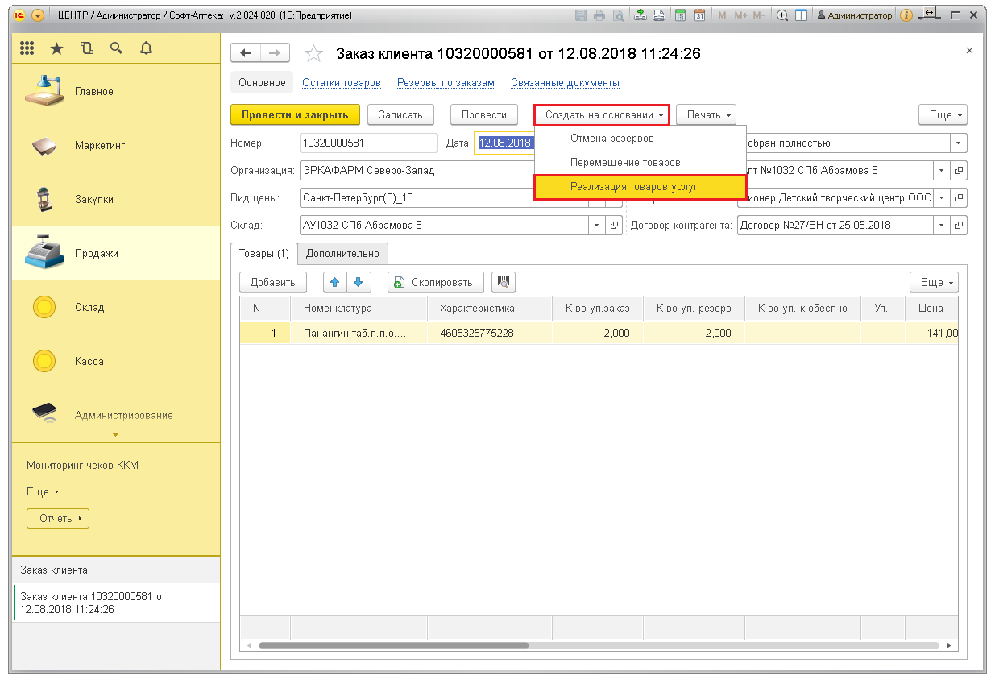 ЦЕНТР / Администратор / Софт-Аптека:, v.2.024.028 (1С:Предприятие)
M M+ M- Администратор
Заказ клиента 10320000581 от 12.08.2018 11:24:26
Основное Остатки товаров Резервы по заказам Связанные документы
Провести и закрыть Записать Провести Создать на основании Печать Еще
Отмена резервов
Перемещение товаров
Реализация товаров услуг
Номер: 10320000581 Дата: 12.08.2018 обран полностью
Организация: ЭРКАФАРМ Северо-Запад пт №1032 СПб Абрамова 8
Вид цены: Санкт-Петербург(Л)_10 Детский творческий центр ООО
Склад: АУ1032 СПб Абрамова 8 Договор контрагента: Договор №27/БН от 25.05.2018
Товары (1) Дополнительно
Добавить Скопировать Еще
N Номенклатура Характеристика К-во уп.заказ К-во уп. резерв К-во уп. к обесп-ю Уп. Цена
1 Панангин таб.п.п.о.... 4605325775228 2,000 2,000 141,00
Главное
Маркетинг
Закупки
Продажи
Склад
Касса
Администрирование
Мониторинг чеков ККМ
Еще
Отчеты
Заказ клиента
Заказ клиента 10320000581 от
12.08.2018 11:24:26